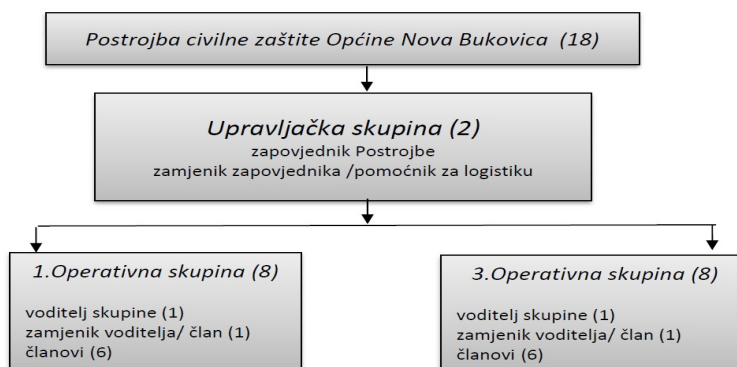 Postrojba civilne zaštite Općine Nova Bukovica (18)
Upravljačka skupina (2)
zapovjednik Postrojbe
zamjenik zapovjednika /pomoćnik za logistiku
1.Operativna skupina (8)
voditelj skupine (1)
zamjenik voditelja/ član (1)
članovi (6)
3.Operativna skupina (8)
voditelj skupine (1)
zamjenik voditelja/ član (1)
članovi (6)